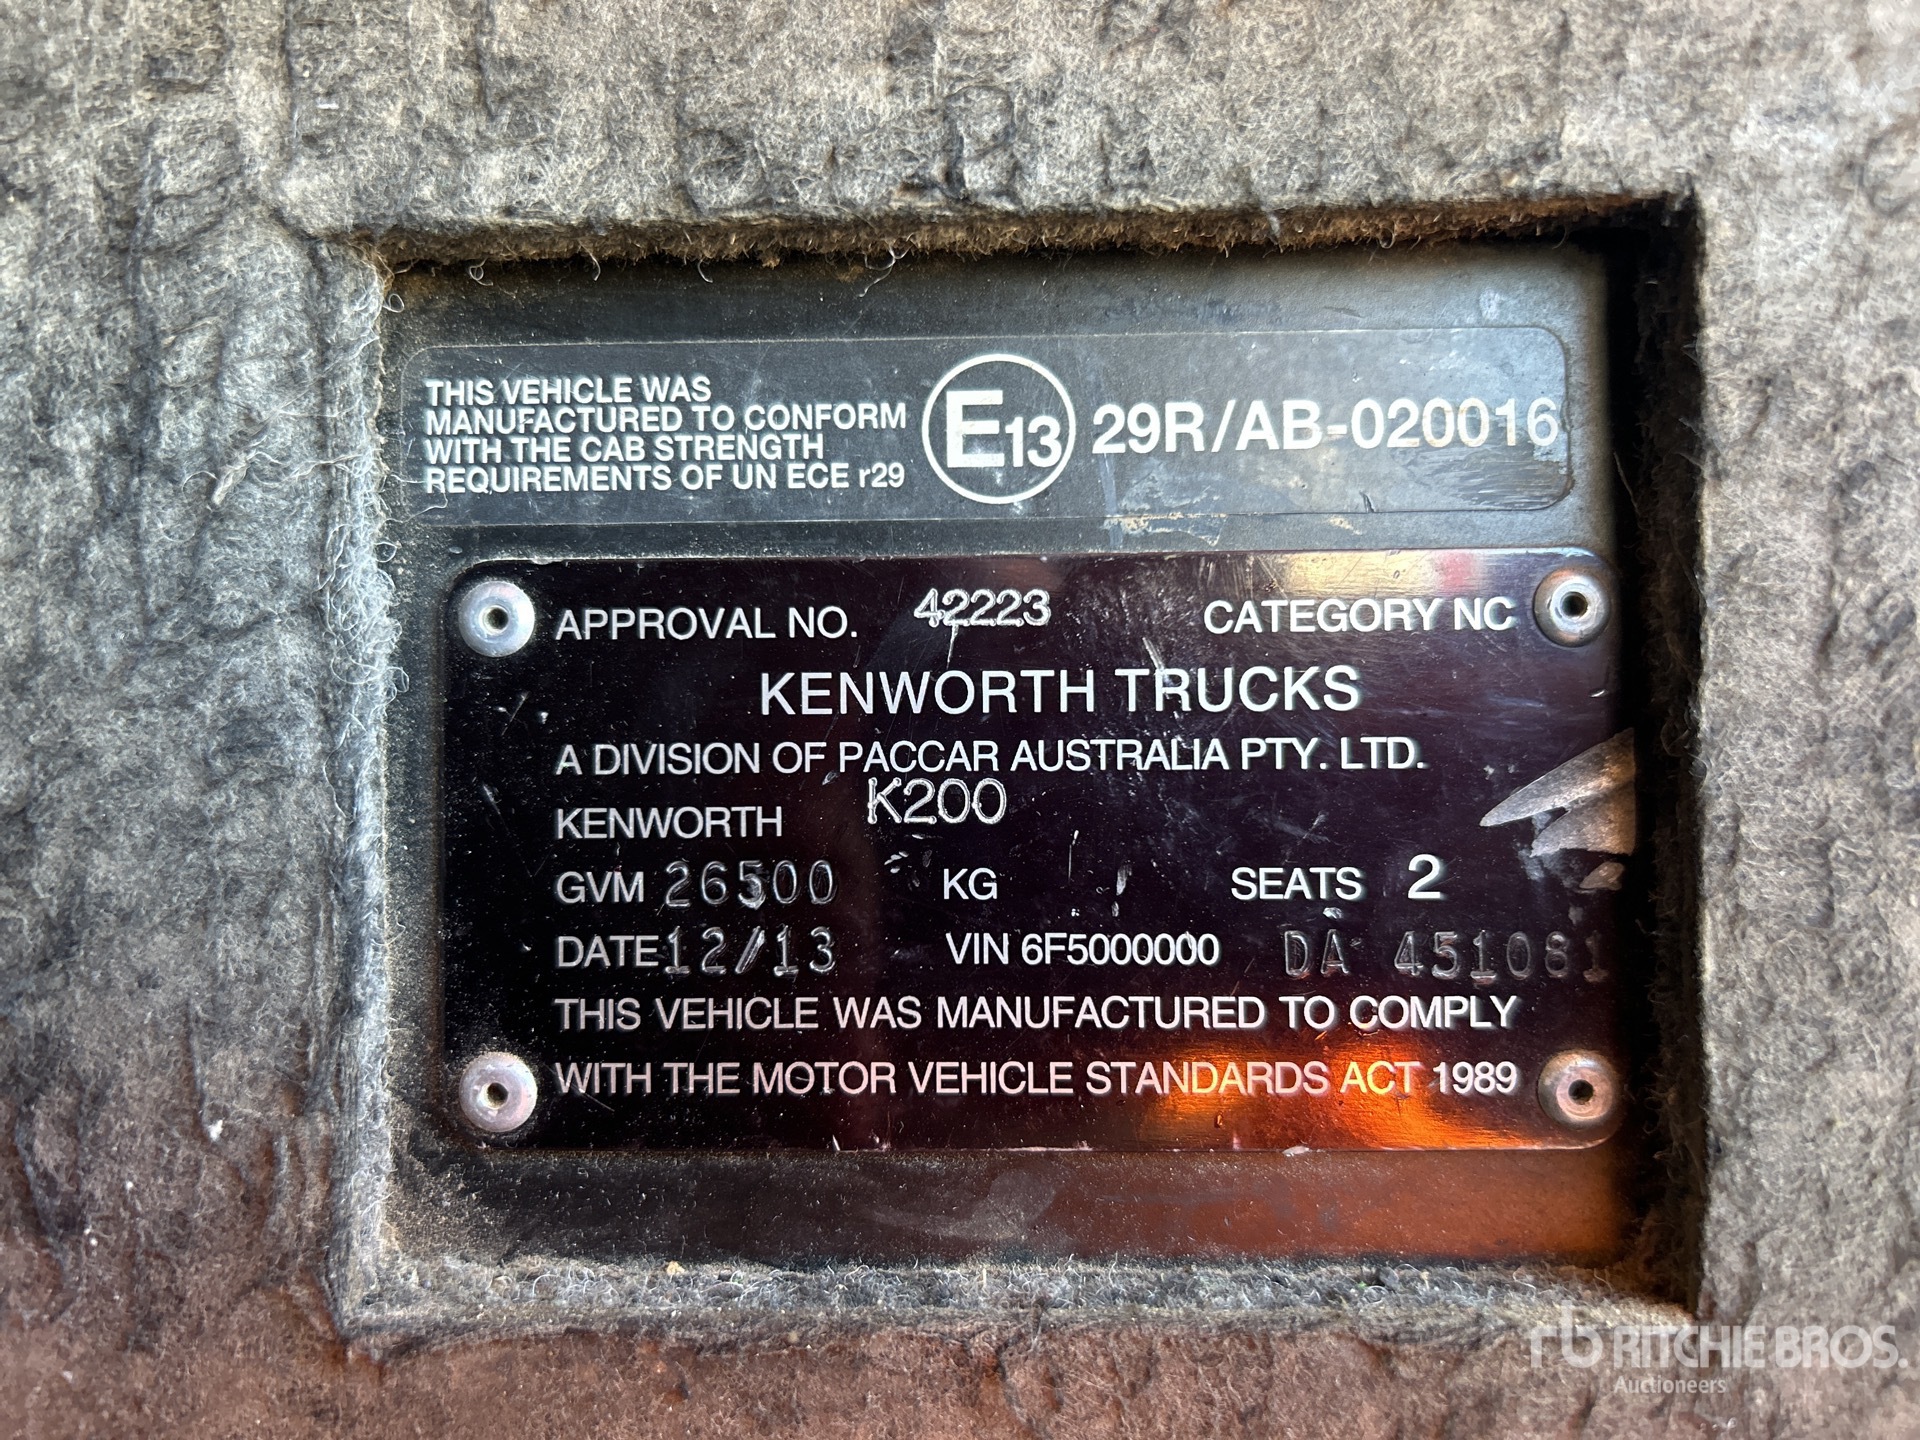 THIS VEHICLE WAS
MANUFACTURED TO CONFORM
WITH THE CAB STRENGTH
REQUIREMENTS OF UN ECE r29
E13 29R/AB-020016
APPROVAL NO. 42223 CATEGORY NC
KENWORTH TRUCKS
A DIVISION OF PACCAR AUSTRALIA PTY. LTD.
KENWORTH K200
GVM 26500 KG SEATS 2
DATE 12/13 VIN 6F5000000 DA 451081
THIS VEHICLE WAS MANUFACTURED TO COMPLY
WITH THE MOTOR VEHICLE STANDARDS ACT 1989
rb RITCHIE BROS.
Auctioneers